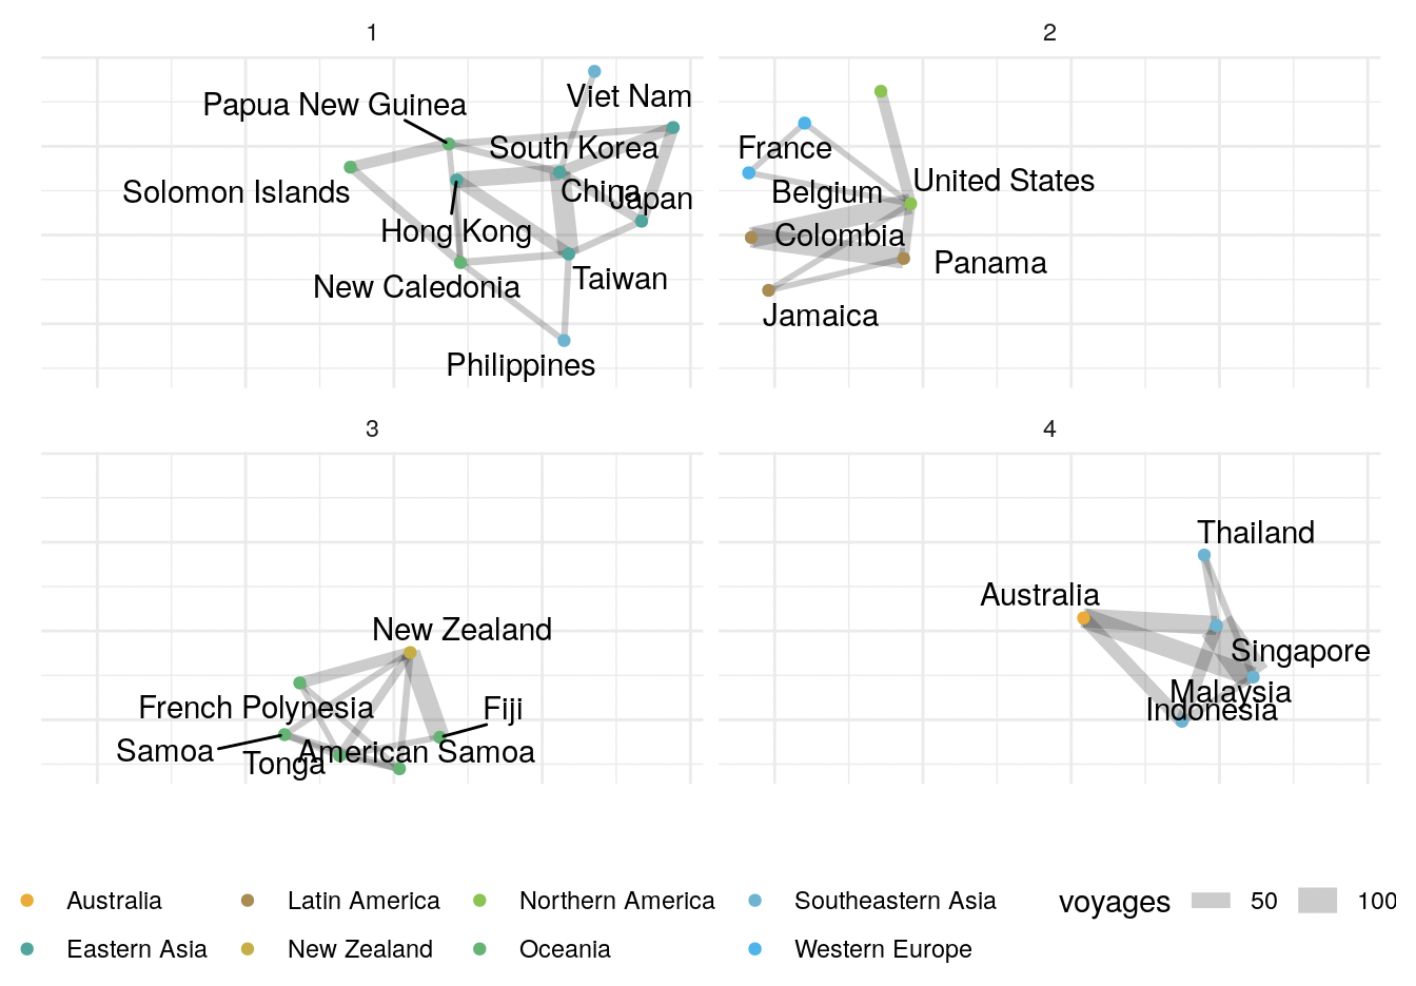 1
2
Viet Nam
Papua New Guinea
South Korea
China
Japan
Solomon Islands
Hong Kong
New Caledonia
Taiwan
Philippines
France
Belgium
United States
Colombia
Panama
Jamaica
3
4
New Zealand
French Polynesia
Fiji
Samoa
American Samoa
Tonga
Thailand
Australia
Singapore
Malaysia
Indonesia
Australia Latin America Northern America Southeastern Asia voyages 50 100
Eastern Asia New Zealand Oceania Western Europe